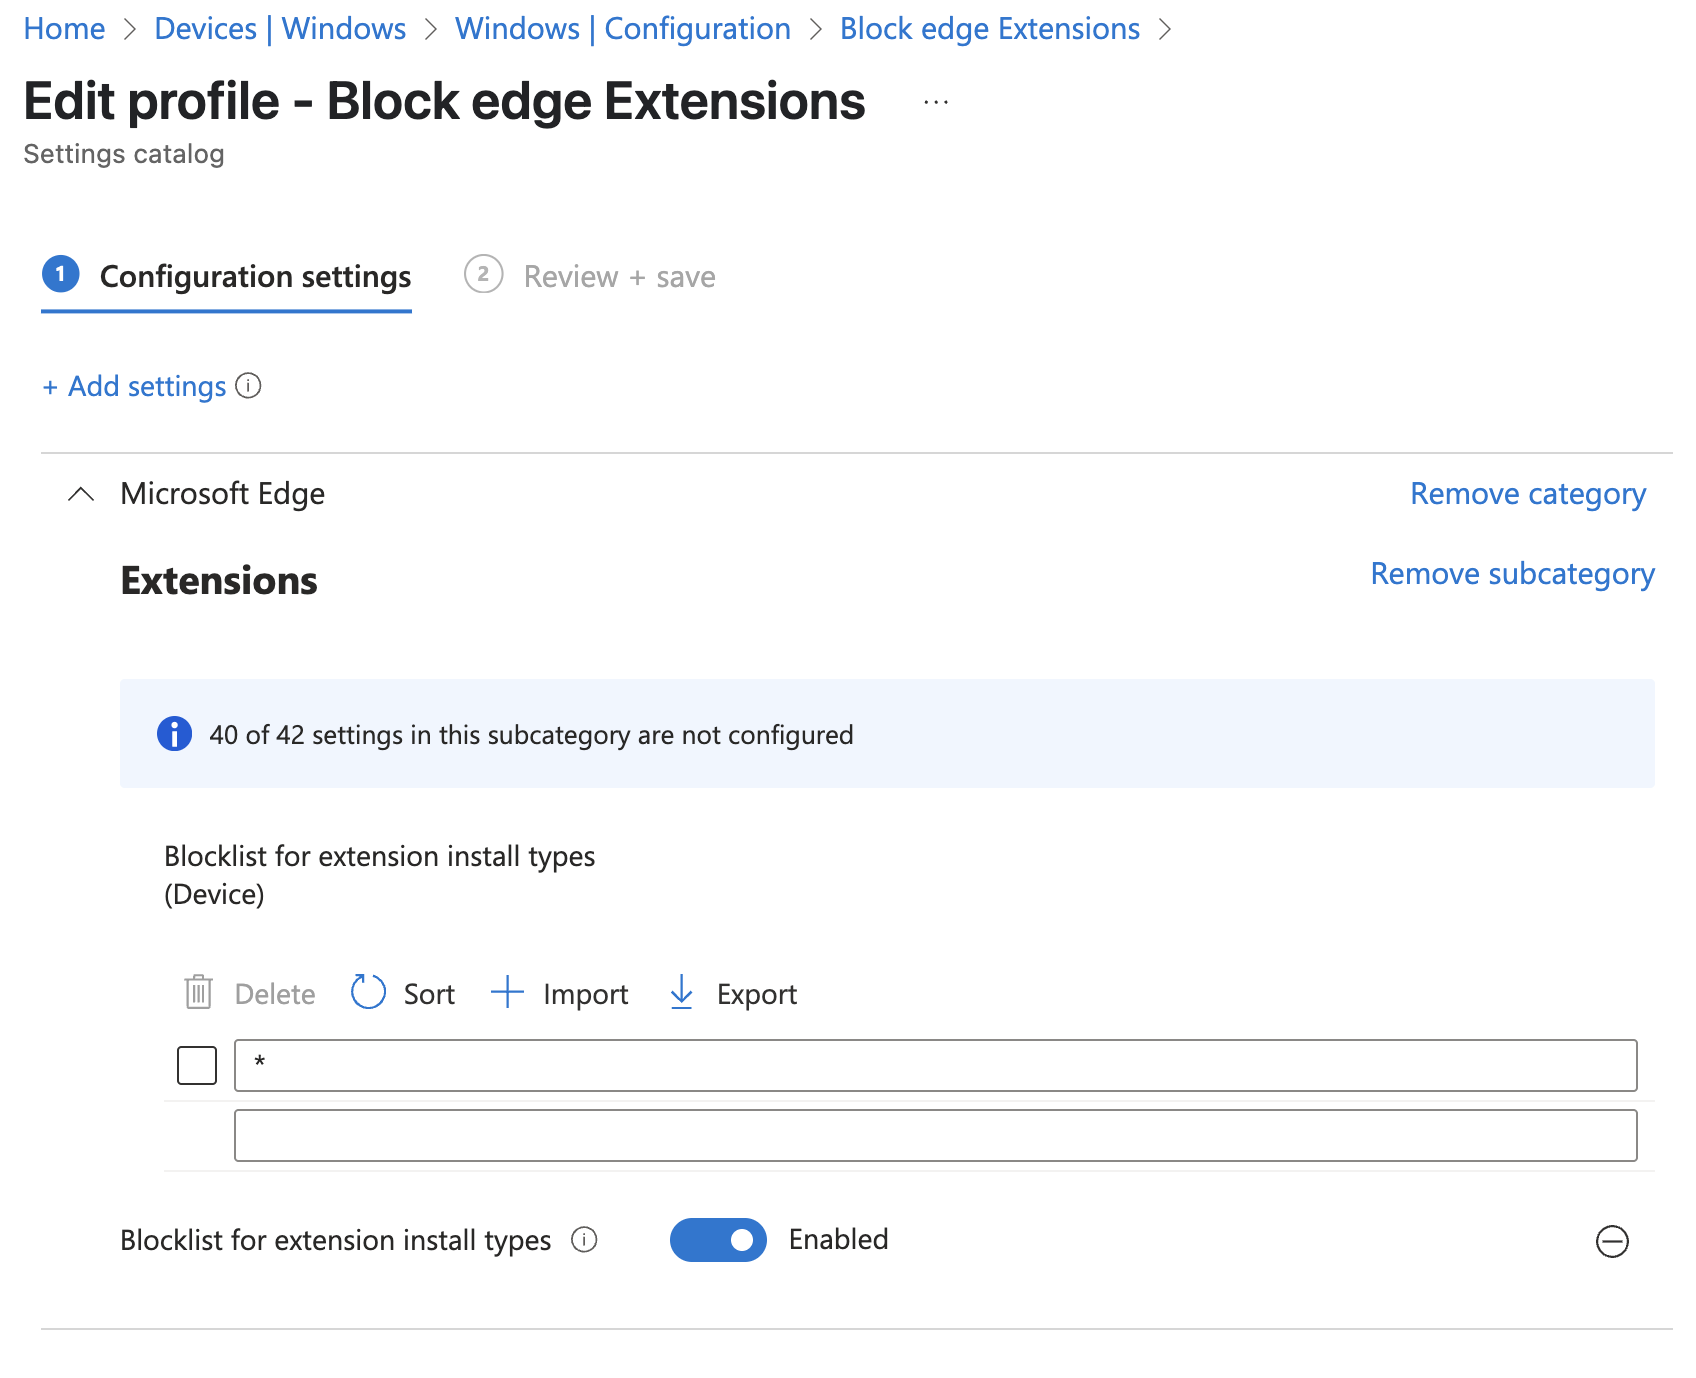 Home > Devices | Windows > Windows | Configuration > Block edge Extensions >
Edit profile - Block edge Extensions ...
Settings catalog
1 Configuration settings 2 Review + save
+ Add settings
Microsoft Edge Remove category
Extensions Remove subcategory
40 of 42 settings in this subcategory are not configured
Blocklist for extension install types
(Device)
Delete Sort Import Export
*
Blocklist for extension install types Enabled